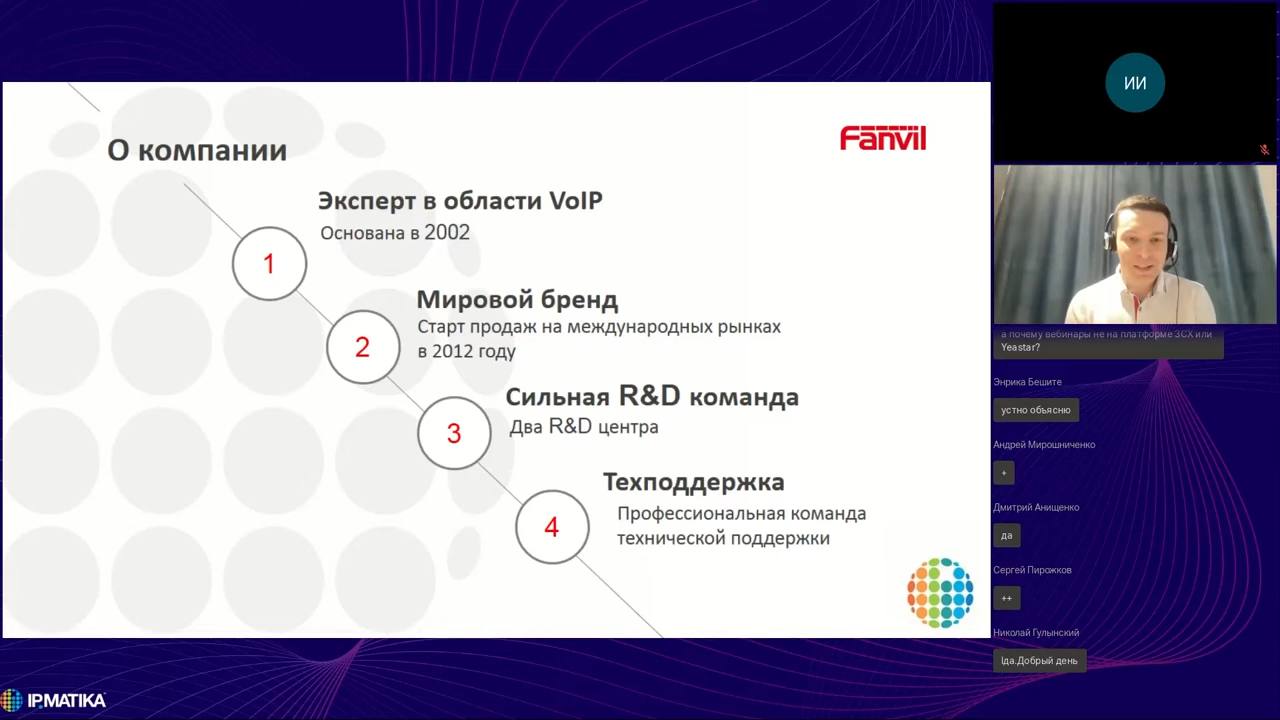 О компании
Fanvil
Эксперт в области VoIP
Основана в 2002
1
Мировой бренд
Старт продаж на международных рынках
в 2012 году
2
Сильная R&D команда
Два R&D центра
3
Техподдержка
Профессиональная команда
технической поддержки
4
IPMATIKA
ИИ
а почему вебинары не на платформе 3CX или
Yeastar?
Энрика Бешите
устно объясню
Андрей Мирошниченко
+
Дмитрий Анищенко
да
Сергей Пирожков
++
Николай Гулынский
Iда.Добрый день